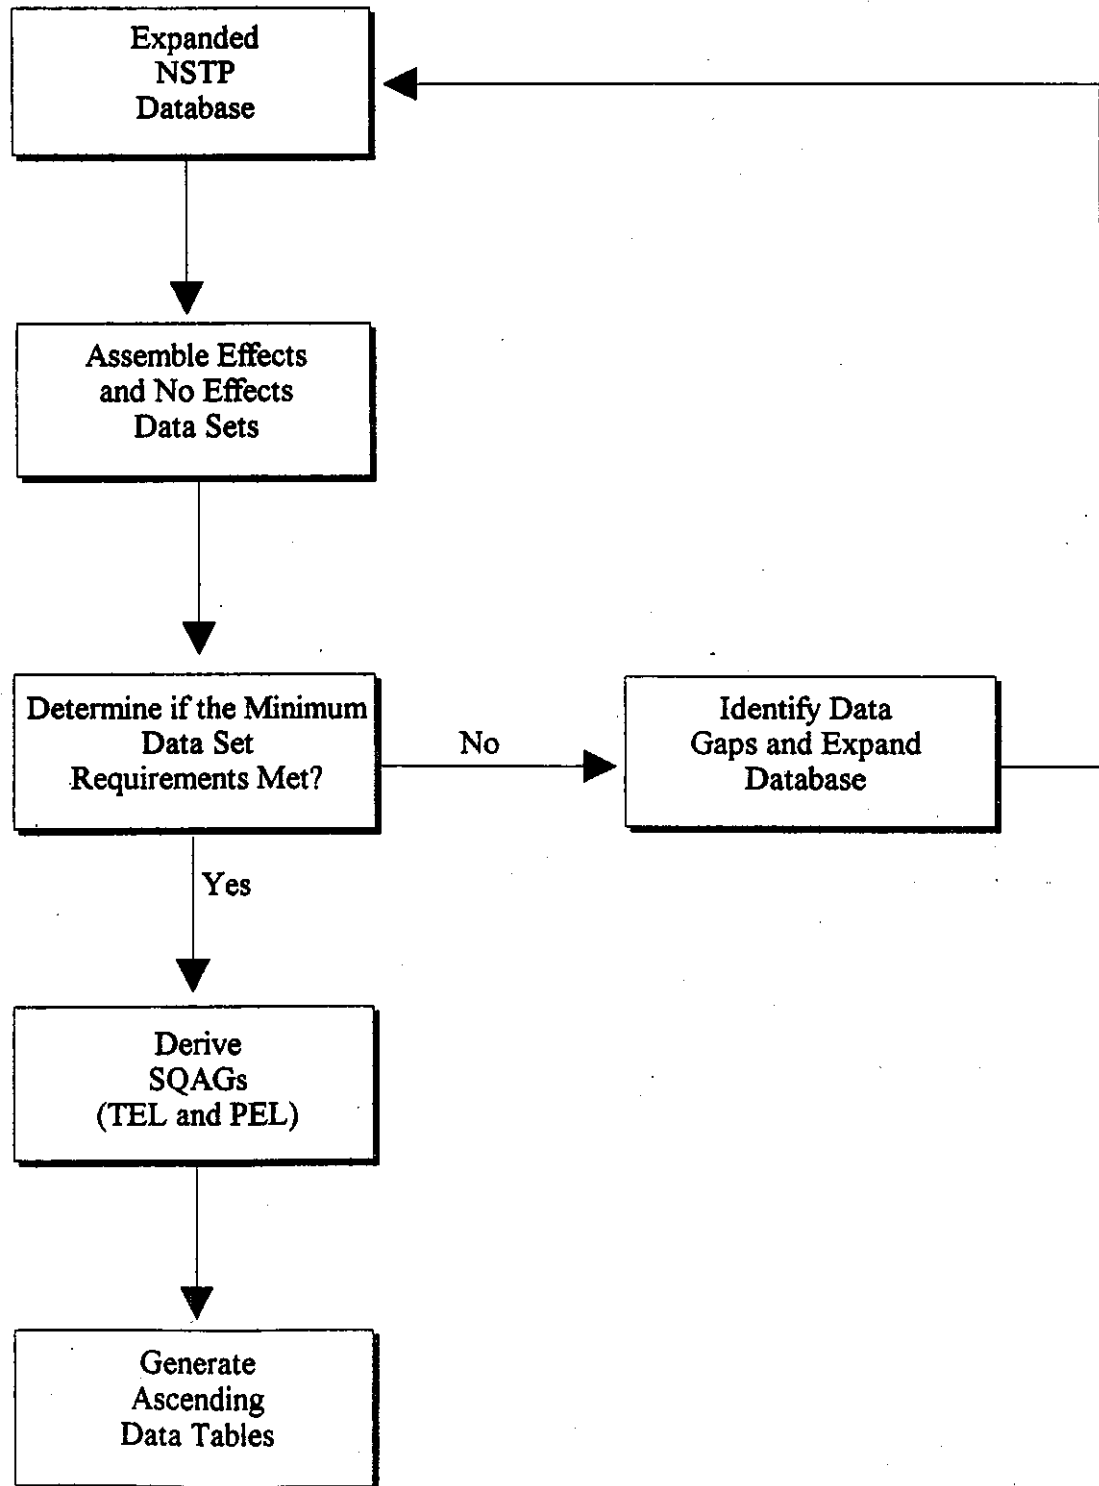 Expanded
NSTP
Database
Assemble Effects
and No Effects
Data Sets
Determine if the Minimum
Data Set
Requirements Met?
No
Identify Data
Gaps and Expand
Database
Yes
Derive
SQAGs
(TEL and PEL)
Generate
Ascending
Data Tables